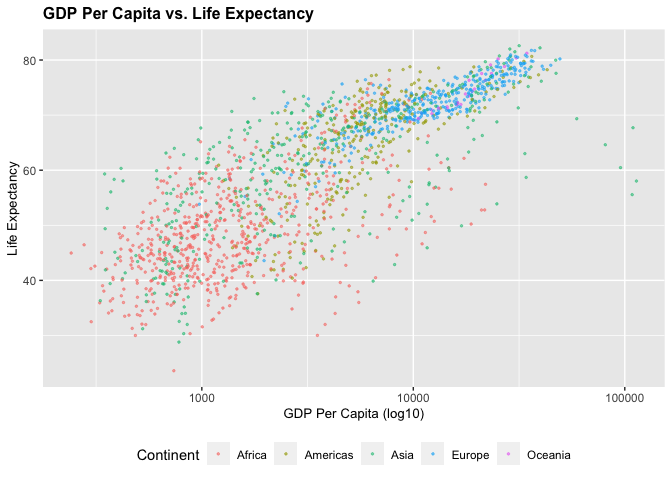 GDP Per Capita vs. Life Expectancy
80
60
40
Life Expectancy
1000 10000 100000
GDP Per Capita (log10)
Continent Africa Americas Asia Europe Oceania